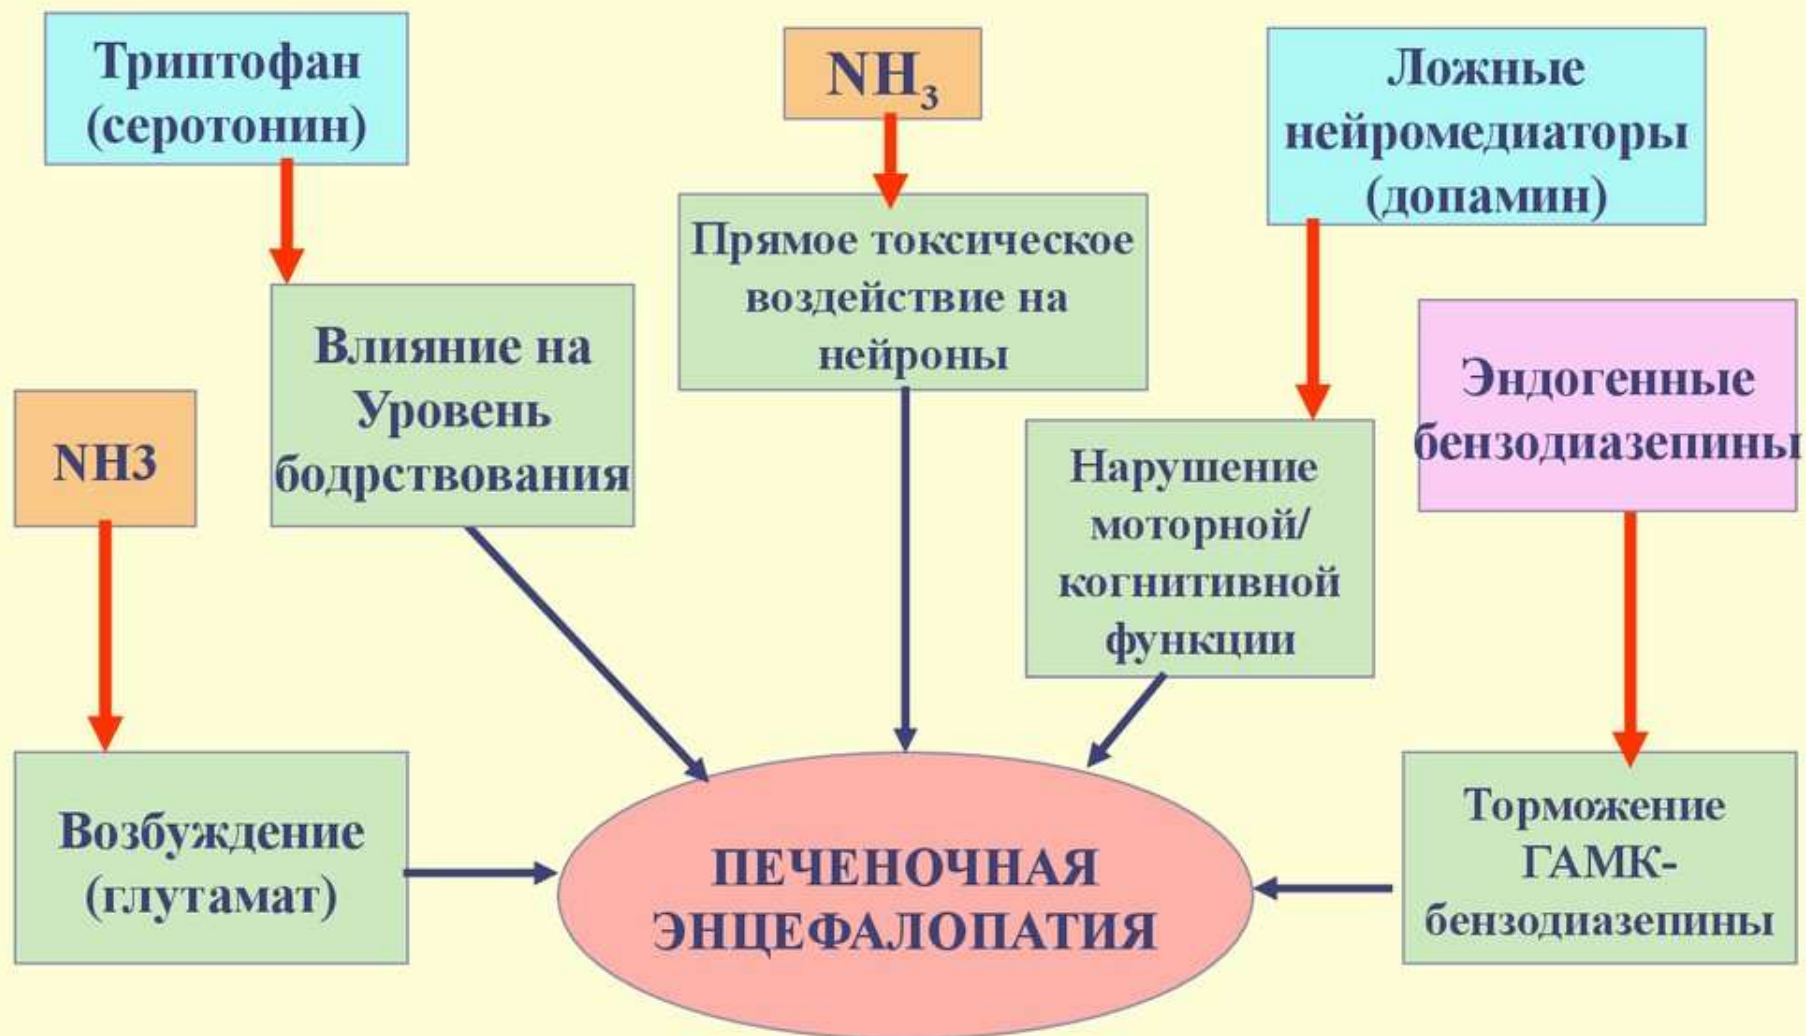 Триптофан
(серотонин)
NH₃
Ложные
нейромедиаторы
(допамин)
Прямое токсическое
воздействие на
нейроны
Влияние на
Уровень
бодрствования
Эндогенные
бензодиазепины
NH3
Нарушение
моторной/
когнитивной
функции
Возбуждение
(глутамат)
ПЕЧЕНОЧНАЯ
ЭНЦЕФАЛОПАТИЯ
Торможение
ГАМК-
бензодиазепины